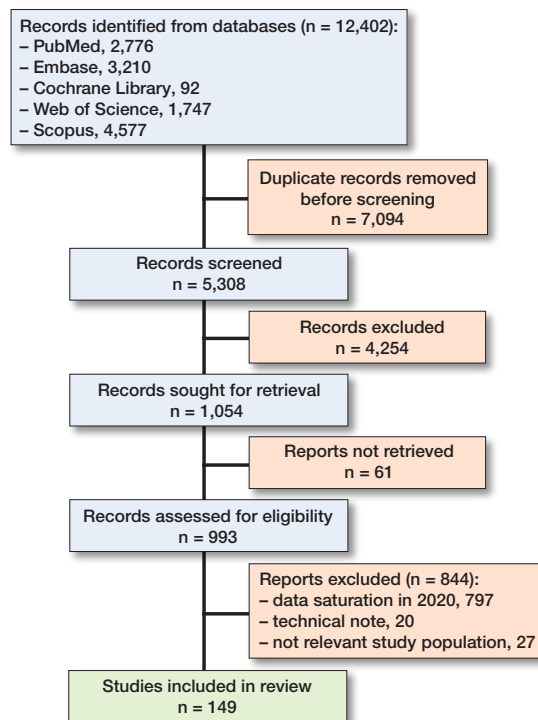 Records identified from databases (n = 12,402):
– PubMed, 2,776
– Embase, 3,210
– Cochrane Library, 92
– Web of Science, 1,747
– Scopus, 4,577
Duplicate records removed
before screening
n = 7,094
Records screened
n = 5,308
Records excluded
n = 4,254
Records sought for retrieval
n = 1,054
Reports not retrieved
n = 61
Records assessed for eligibility
n = 993
Reports excluded (n = 844):
– data saturation in 2020, 797
– technical note, 20
– not relevant study population, 27
Studies included in review
n = 149